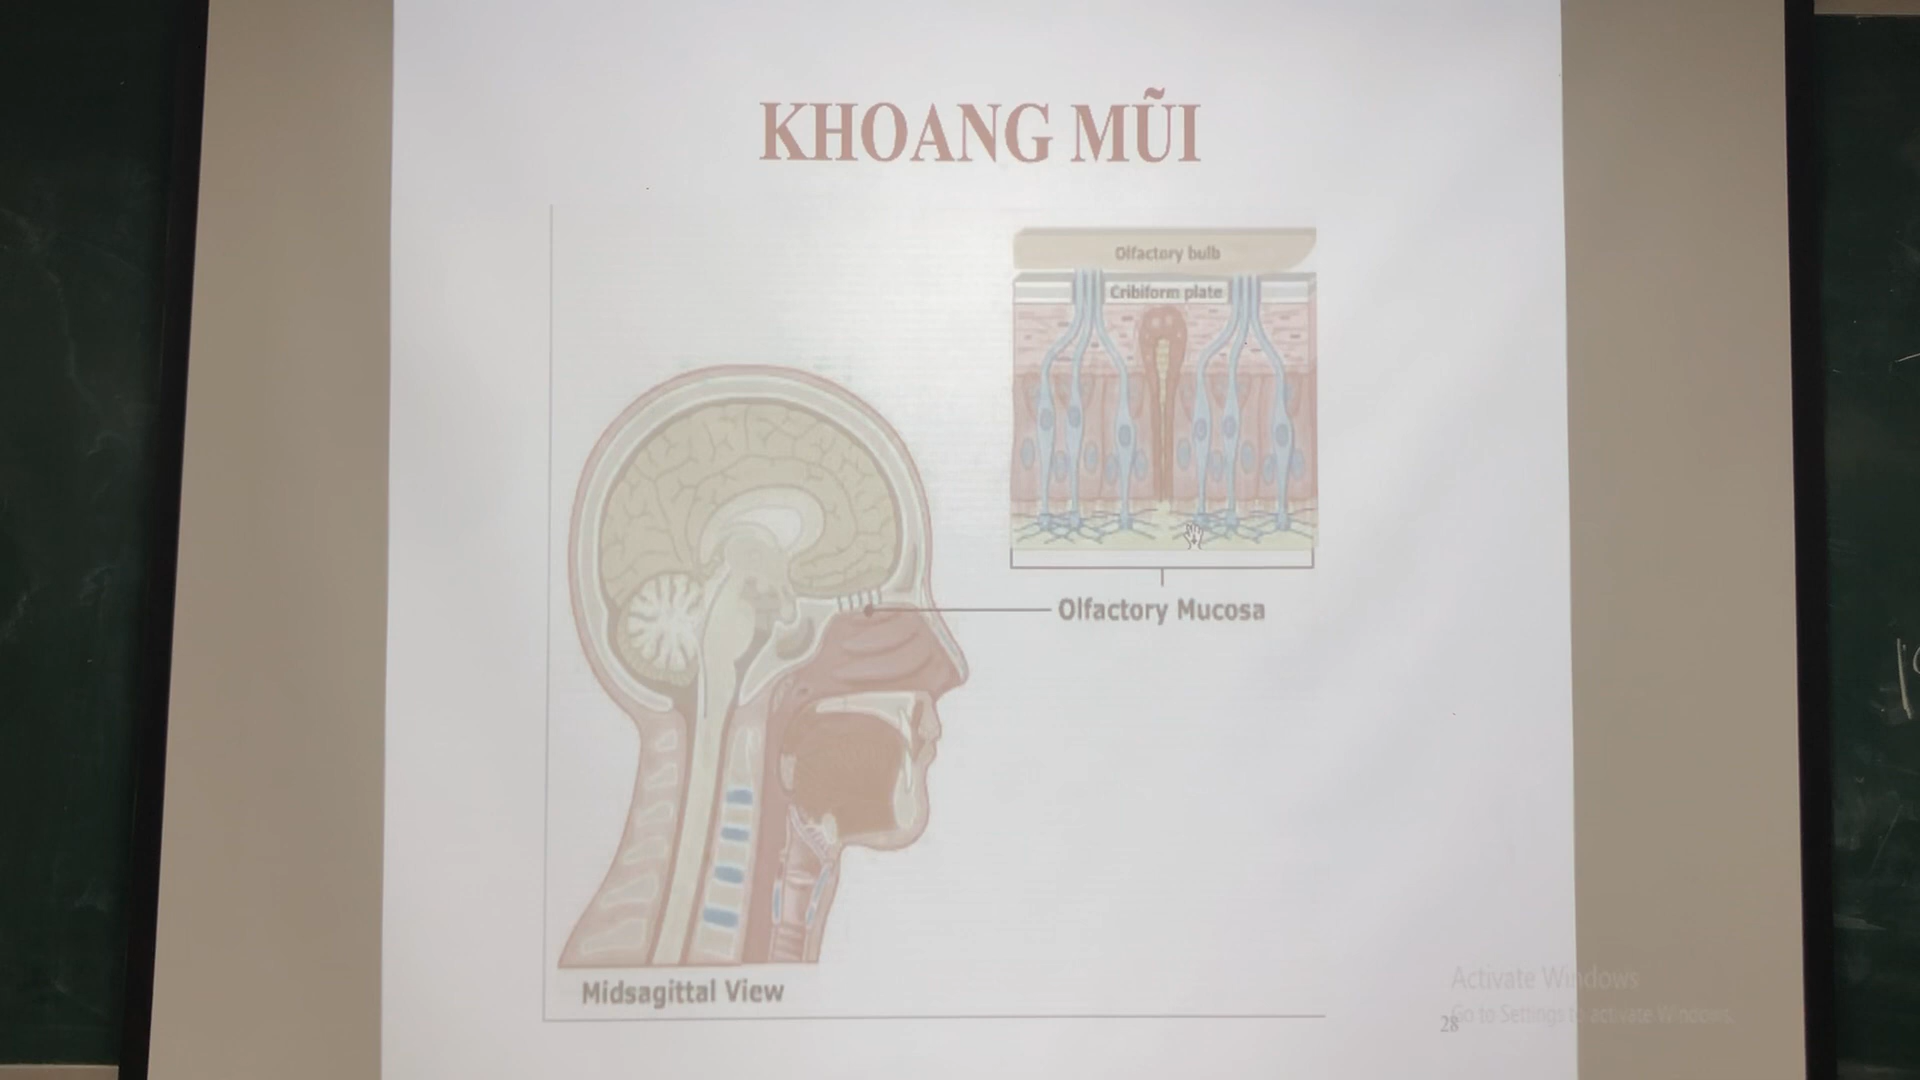 KHOANG MŨI
Olfactory bulb
Cribiform plate
Olfactory Mucosa
Midsagittal View
Activate Windows
Go to Settings to activate Windows.
28